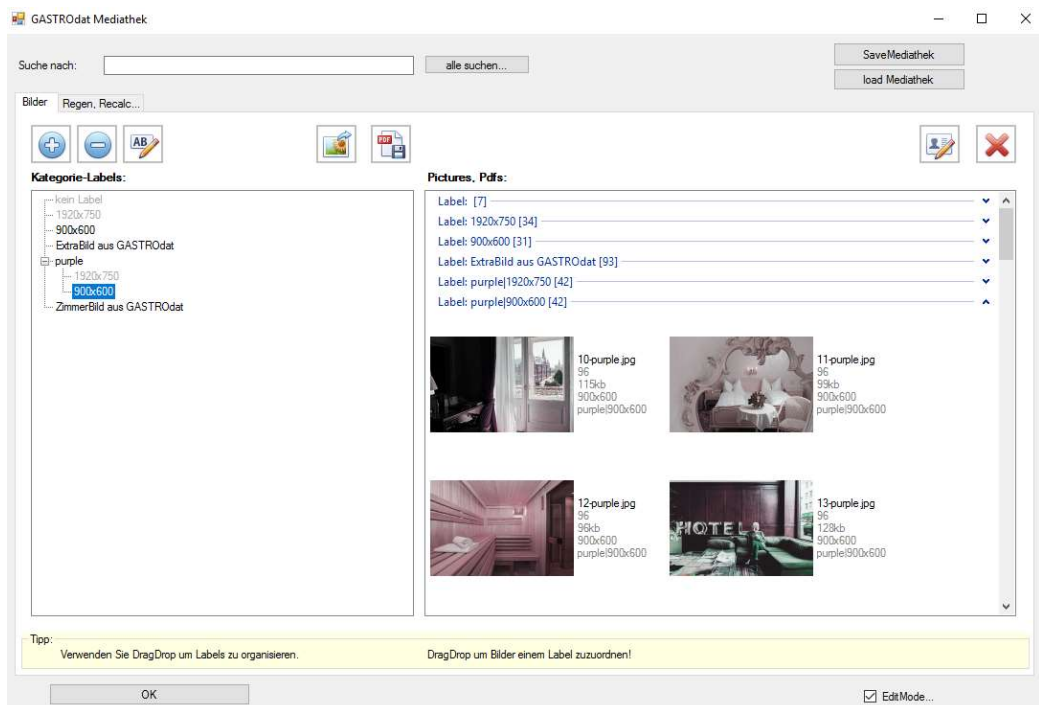 GASTROdat Mediathek
Suche nach:
alle suchen...
SaveMediathek
load Mediathek
Bilder
Regen, Recalc...
AB
PDF
Kategorie-Labels:
kein Label
1920x750
900x600
ExtraBild aus GASTROdat
purple
1920x750
900x600
ZimmerBild aus GASTROdat
Pictures, Pdfs:
Label: [7]
Label: 1920x750 [34]
Label: 900x600 [31]
Label: ExtraBild aus GASTROdat [93]
Label: purple|1920x750 [42]
Label: purple|900x600 [42]
10-purple.jpg
96
115kb
900x600
purple|900x600
11-purple.jpg
96
99kb
900x600
purple|900x600
12-purple.jpg
96
96kb
900x600
purple|900x600
HOTEL
13-purple.jpg
96
128kb
900x600
purple|900x600
Tipp:
Verwenden Sie DragDrop um Labels zu organisieren.
DragDrop um Bilder einem Label zuzuordnen!
OK
EditMode...